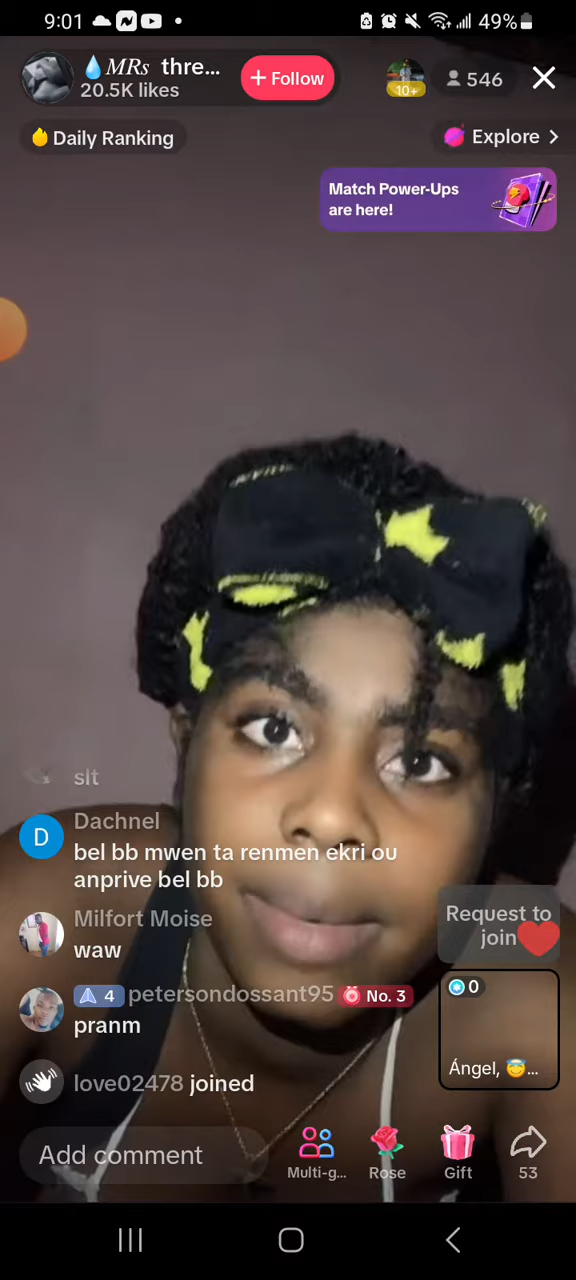 9:01
49%
💧MRs thre...
20.5K likes
+ Follow
10+
546
Daily Ranking
Explore >
Match Power-Ups
are here!
slt
D
Dachnel
bel bb mwen ta renmen ekri ou
anprive bel bb
Milfort Moise
waw
4 petersondossant95 No. 3
pranm
love02478 joined
Request to
join
0
Ángel, 😇...
Add comment
Multi-g...
Rose
Gift
53